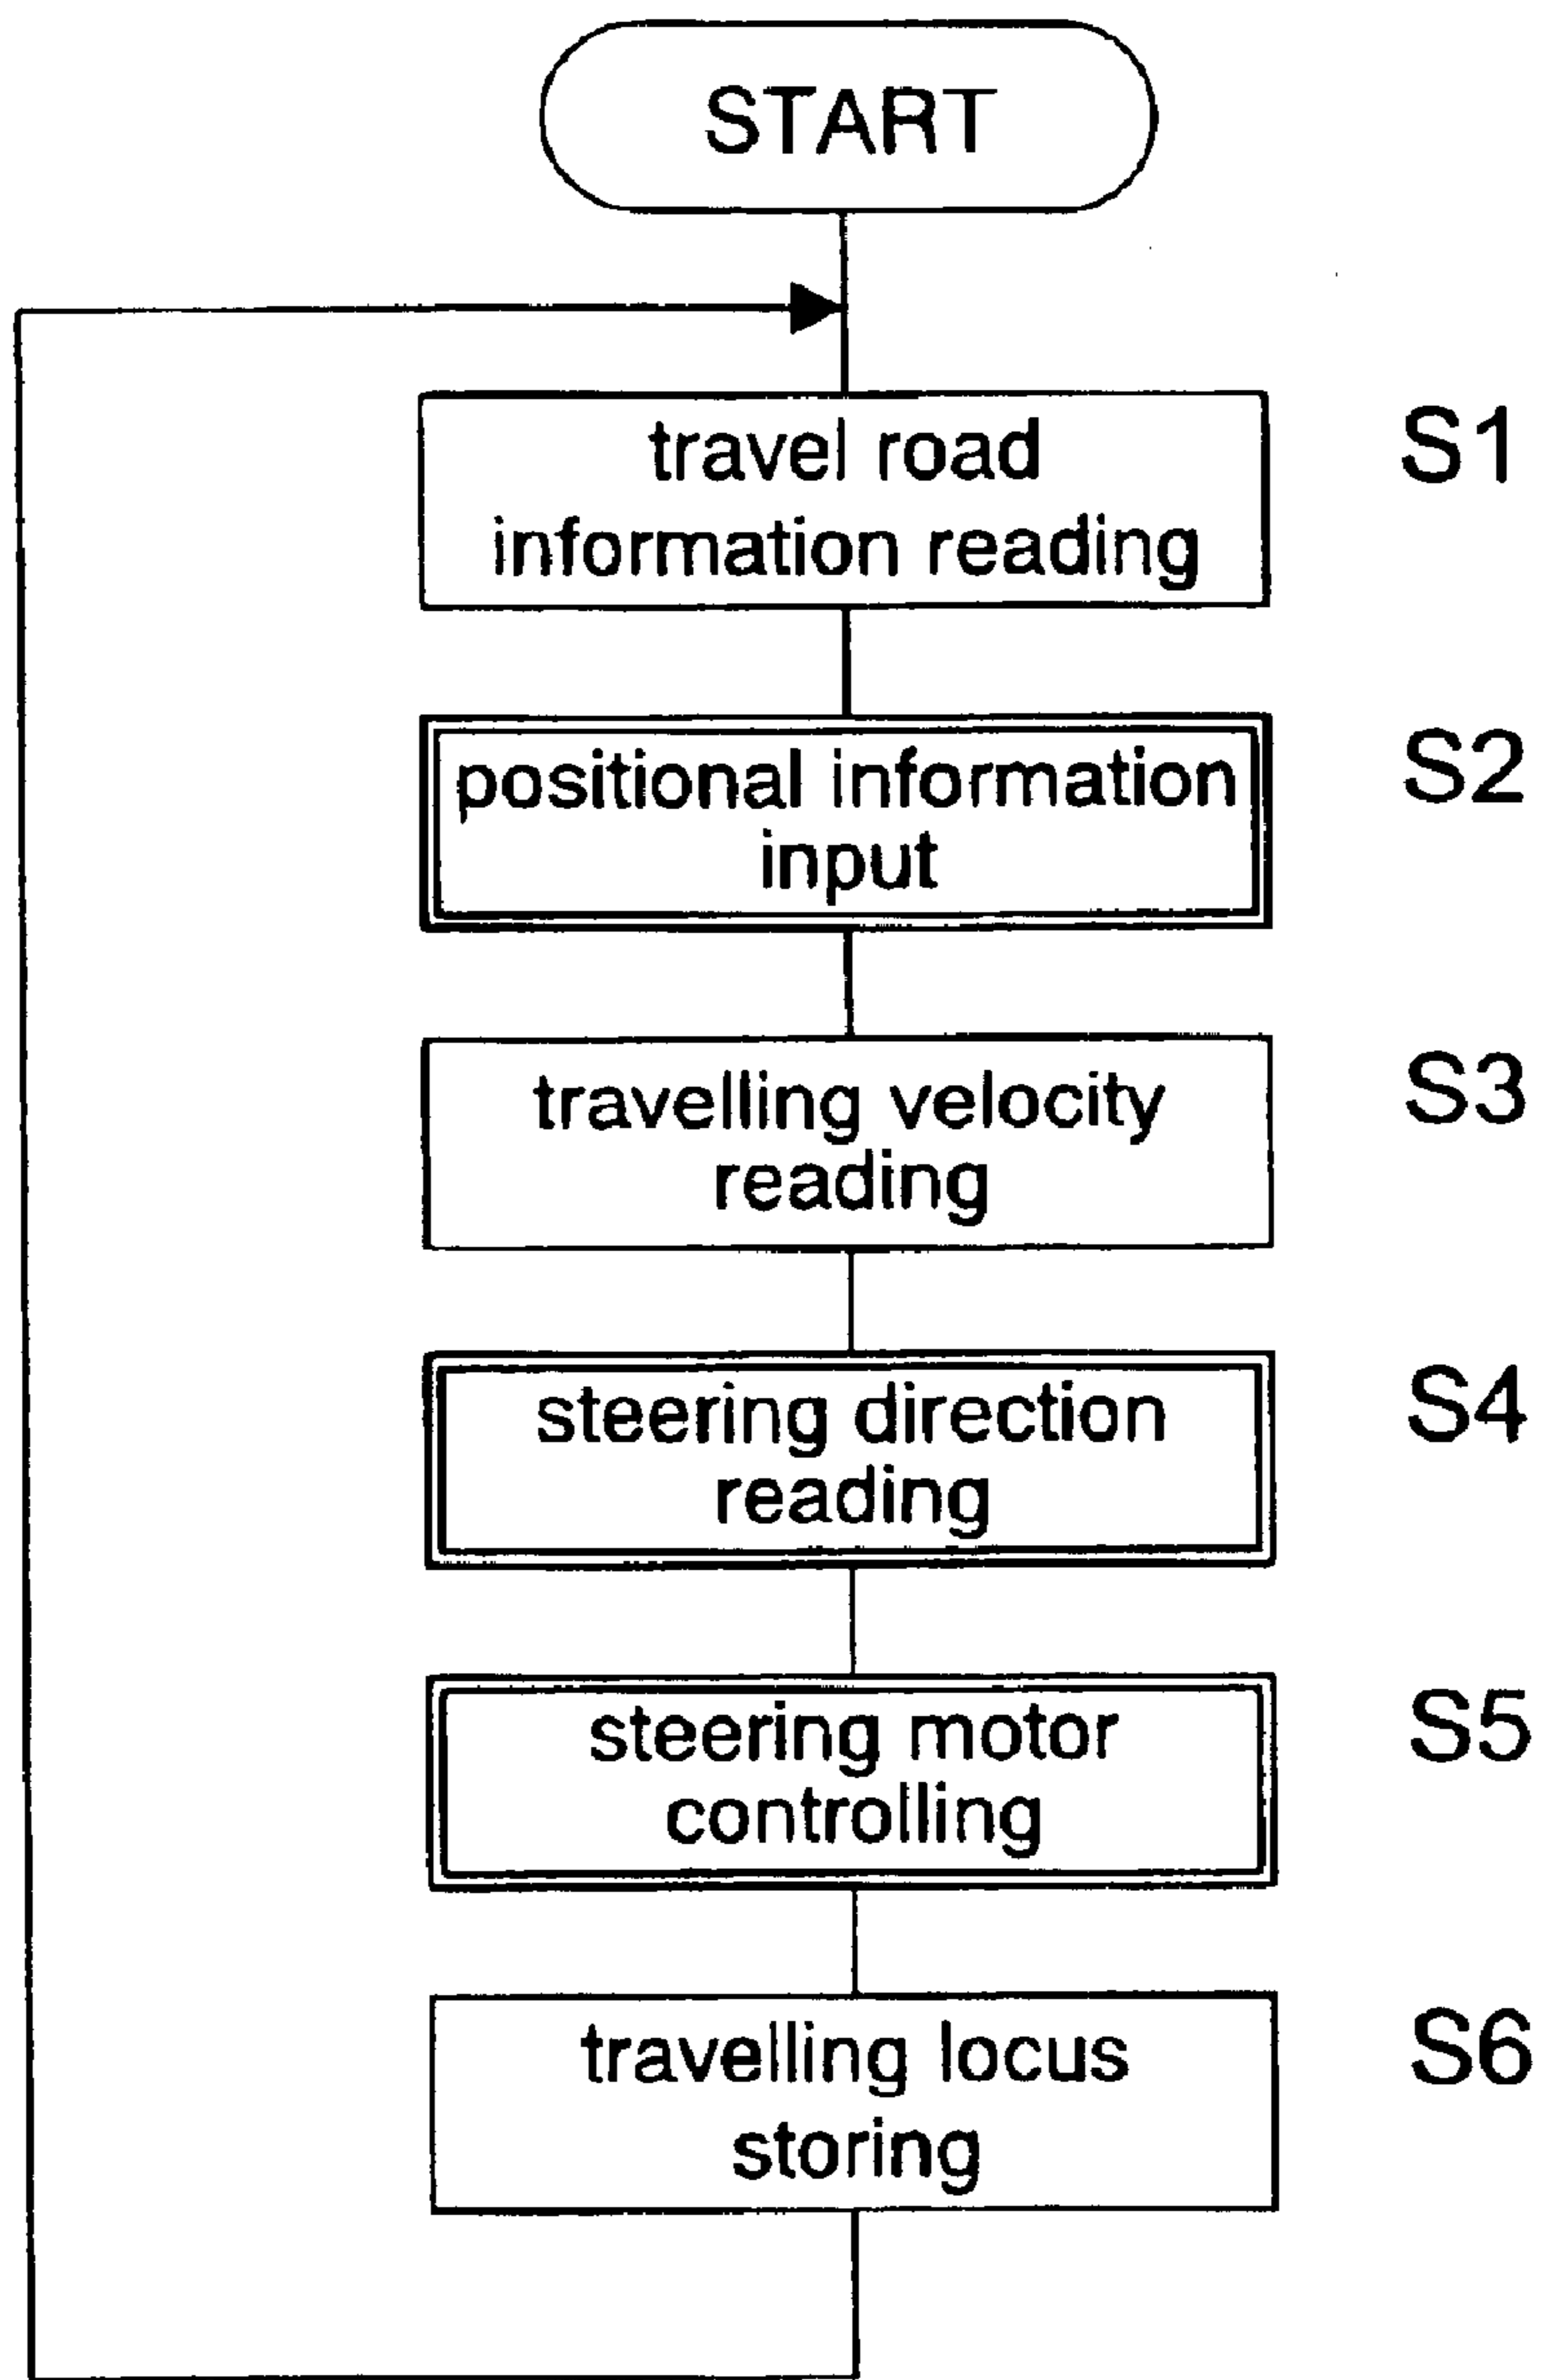 START
travel road
information reading
S1
positional information
input
S2
travelling velocity
reading
S3
steering direction
reading
S4
steering motor
controlling
S5
travelling locus
storing
S6